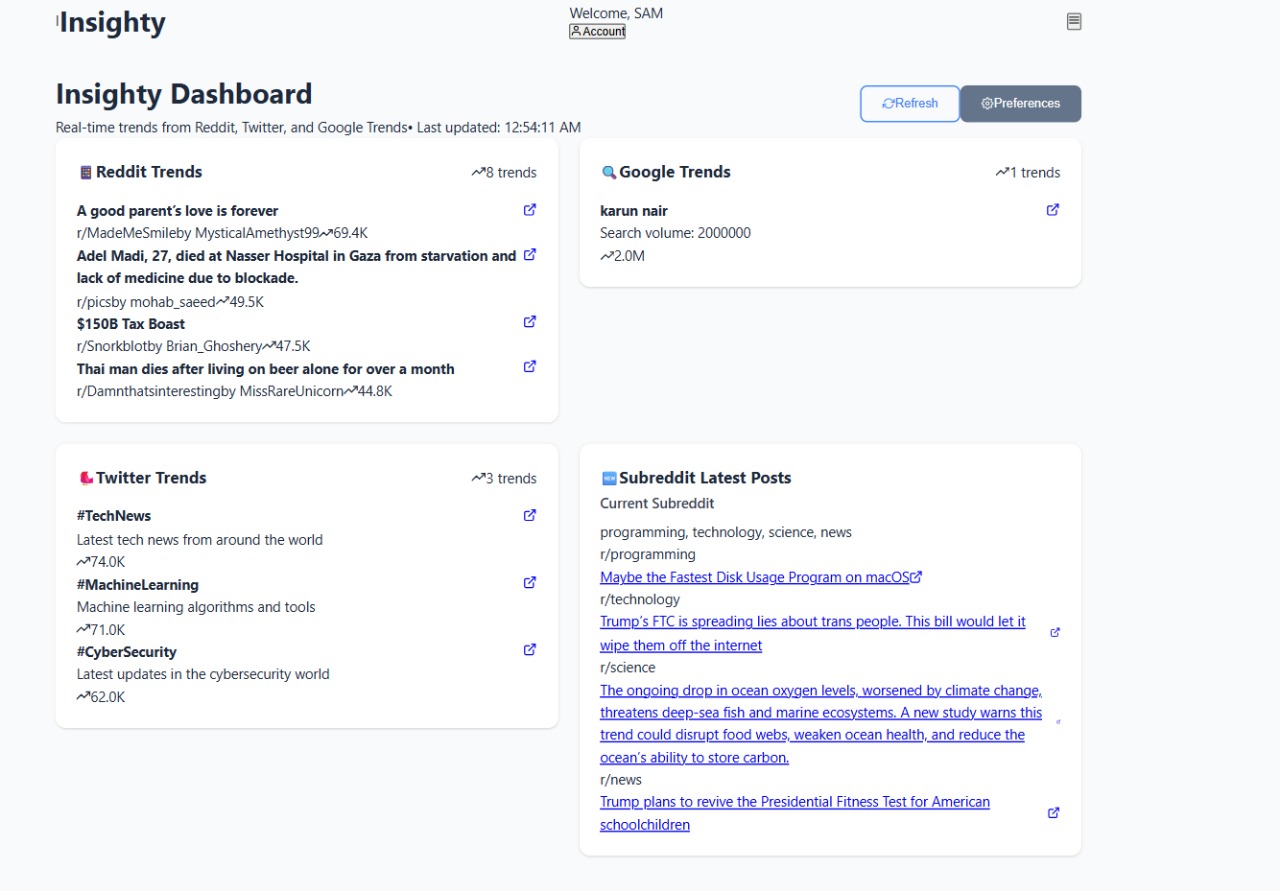 Insighty
Welcome, SAM
Account
Insighty Dashboard
Real-time trends from Reddit, Twitter, and Google Trends• Last updated: 12:54:11 AM
Refresh
Preferences
Reddit Trends
8 trends
A good parent’s love is forever
r/MadeMeSmileby MysticalAmethyst99 69.4K
Adel Madi, 27, died at Nasser Hospital in Gaza from starvation and
lack of medicine due to blockade.
r/picsby mohab_saeed 49.5K
$150B Tax Boast
r/Snorkblotby Brian_Ghoshery 47.5K
Thai man dies after living on beer alone for over a month
r/Damnthatsinterestingby MissRareUnicorn 44.8K
Google Trends
1 trends
karun nair
Search volume: 2000000
2.0M
Twitter Trends
3 trends
#TechNews
Latest tech news from around the world
74.0K
#MachineLearning
Machine learning algorithms and tools
71.0K
#CyberSecurity
Latest updates in the cybersecurity world
62.0K
NEW Subreddit Latest Posts
Current Subreddit
programming, technology, science, news
r/programming
Maybe the Fastest Disk Usage Program on macOS
r/technology
Trump’s FTC is spreading lies about trans people. This bill would let it
wipe them off the internet
r/science
The ongoing drop in ocean oxygen levels, worsened by climate change,
threatens deep-sea fish and marine ecosystems. A new study warns this
trend could disrupt food webs, weaken ocean health, and reduce the
ocean’s ability to store carbon.
r/news
Trump plans to revive the Presidential Fitness Test for American
schoolchildren